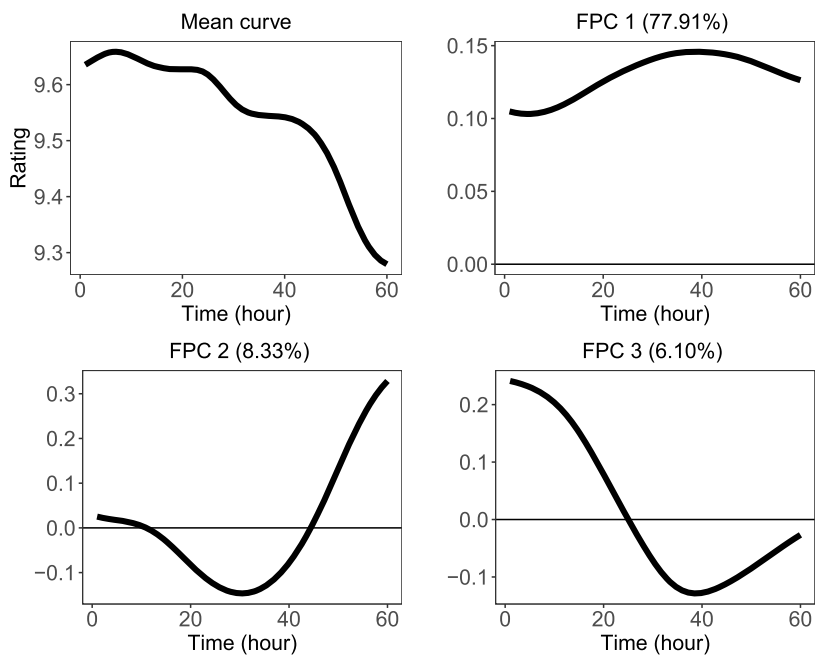 Mean curve
FPC 1 (77.91%)
Rating
9.6
9.5
9.4
9.3
0 20 40 60
Time (hour)
0.15
0.10
0.05
0.00
0 20 40 60
Time (hour)
FPC 2 (8.33%)
FPC 3 (6.10%)
0.3
0.2
0.1
0.0
−0.1
0 20 40 60
Time (hour)
0.2
0.1
0.0
−0.1
0 20 40 60
Time (hour)